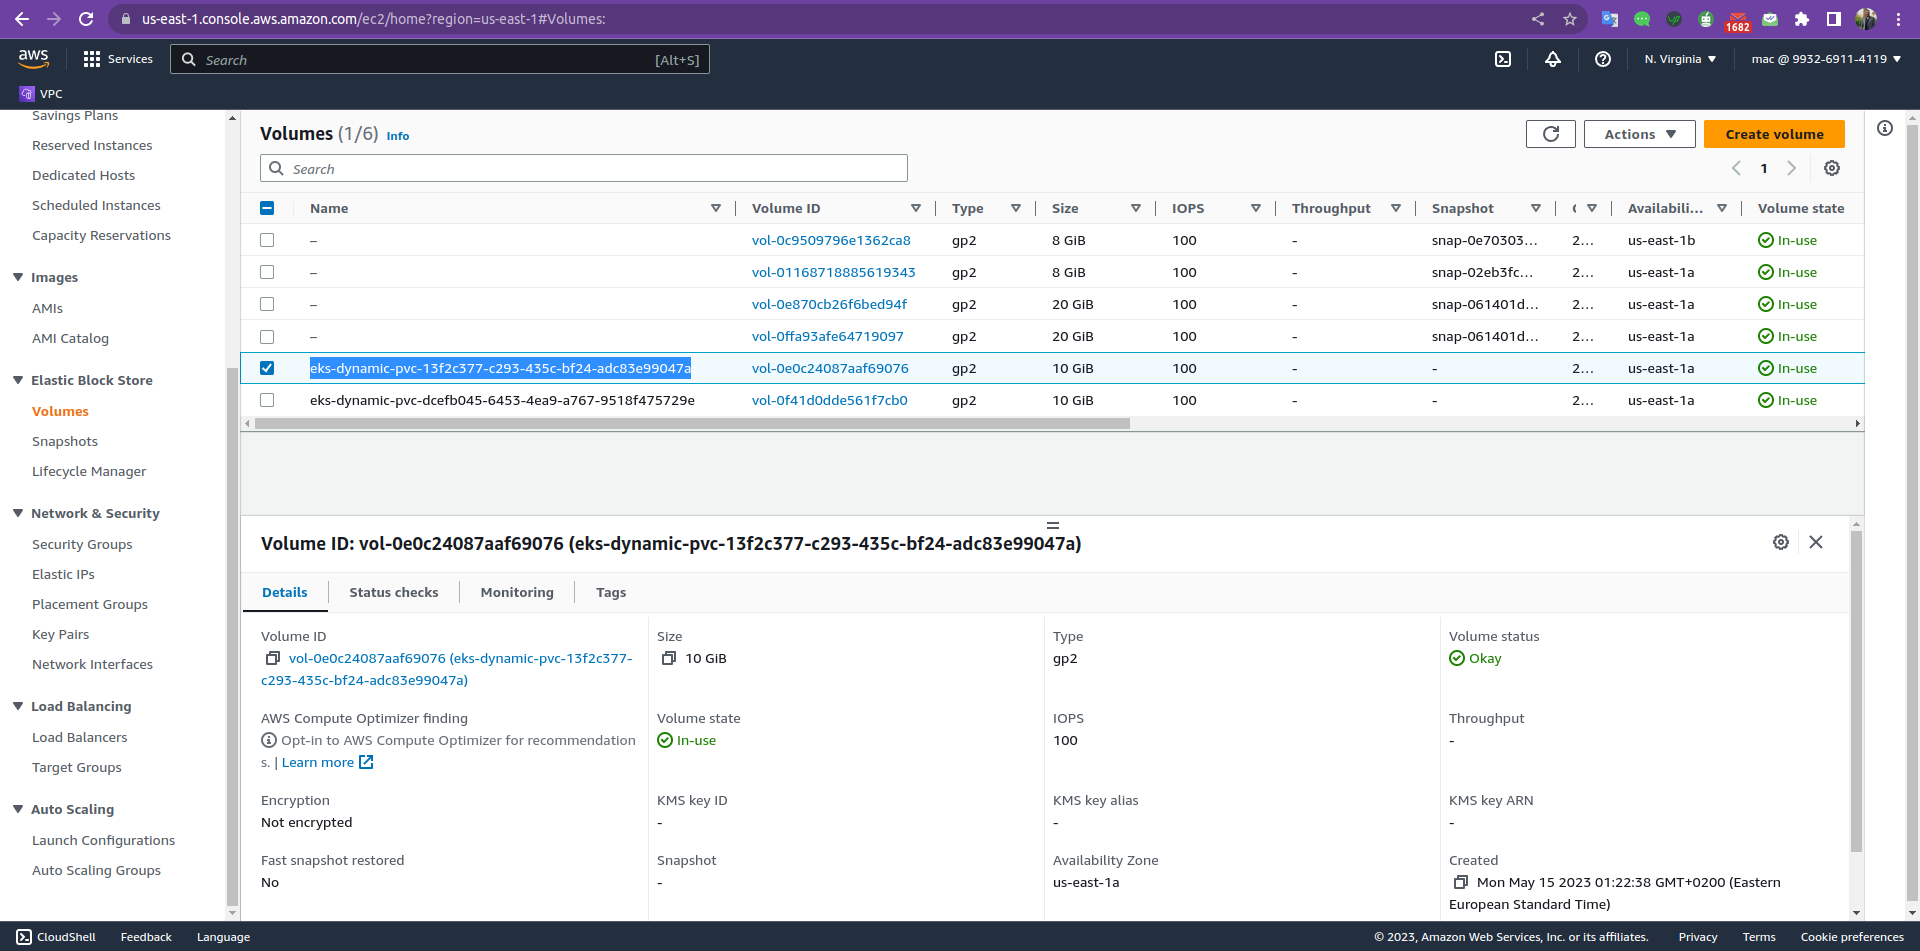 us-east-1.console.aws.amazon.com/ec2/home?region=us-east-1#Volumes:
1682
aws
Services
Search
[Alt+S]
N. Virginia
mac @ 9932-6911-4119
VPC
Savings Plans
Reserved Instances
Dedicated Hosts
Scheduled Instances
Capacity Reservations
Images
AMIs
AMI Catalog
Elastic Block Store
Volumes
Snapshots
Lifecycle Manager
Network & Security
Security Groups
Elastic IPs
Placement Groups
Key Pairs
Network Interfaces
Load Balancing
Load Balancers
Target Groups
Auto Scaling
Launch Configurations
Auto Scaling Groups
Volumes (1/6) Info
Actions
Create volume
Search
1
Name Volume ID Type Size IOPS Throughput Snapshot Availabili... Volume state
– vol-0c9509796e1362ca8 gp2 8 GiB 100 - snap-0e70303... 2... us-east-1b In-use
– vol-01168718885619343 gp2 8 GiB 100 - snap-02eb3fc... 2... us-east-1a In-use
– vol-0e870cb26f6bed94f gp2 20 GiB 100 - snap-061401d... 2... us-east-1a In-use
– vol-0ffa93afe64719097 gp2 20 GiB 100 - snap-061401d... 2... us-east-1a In-use
eks-dynamic-pvc-13f2c377-c293-435c-bf24-adc83e99047a vol-0e0c24087aaf69076 gp2 10 GiB 100 - - 2... us-east-1a In-use
eks-dynamic-pvc-dcefb045-6453-4ea9-a767-9518f475729e vol-0f41d0dde561f7cb0 gp2 10 GiB 100 - - 2... us-east-1a In-use
Volume ID: vol-0e0c24087aaf69076 (eks-dynamic-pvc-13f2c377-c293-435c-bf24-adc83e99047a)
Details Status checks Monitoring Tags
Volume ID
vol-0e0c24087aaf69076 (eks-dynamic-pvc-13f2c377-
c293-435c-bf24-adc83e99047a)
Size
10 GiB
Type
gp2
Volume status
Okay
AWS Compute Optimizer finding
Opt-in to AWS Compute Optimizer for recommendation
s. | Learn more
Volume state
In-use
IOPS
100
Throughput
-
Encryption
Not encrypted
KMS key ID
-
KMS key alias
-
KMS key ARN
-
Fast snapshot restored
No
Snapshot
-
Availability Zone
us-east-1a
Created
Mon May 15 2023 01:22:38 GMT+0200 (Eastern
European Standard Time)
CloudShell Feedback Language
© 2023, Amazon Web Services, Inc. or its affiliates. Privacy Terms Cookie preferences